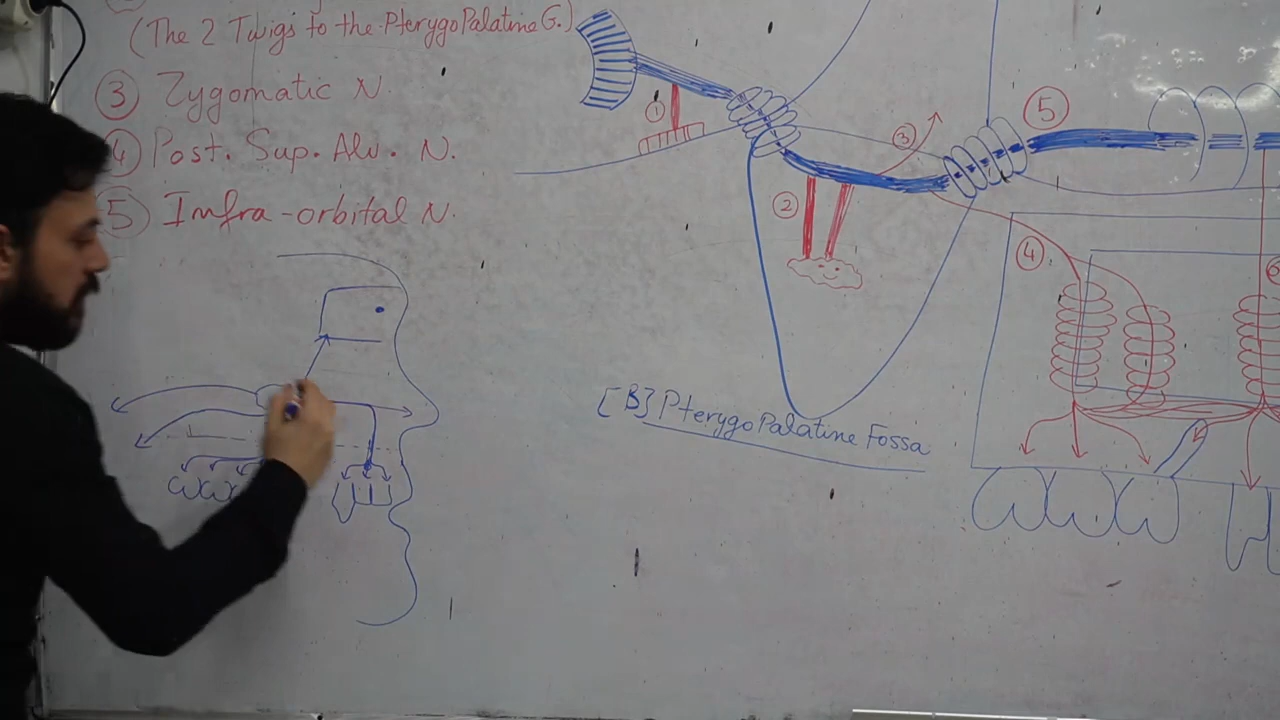 (The 2 Twigs to the PterygoPalatine G.)
③ Zygomatic N.
④ Post. Sup. Alv. N.
⑤ Infra-orbital N.
①
②
③
④
⑤
6
[B] PterygoPalatine Fossa